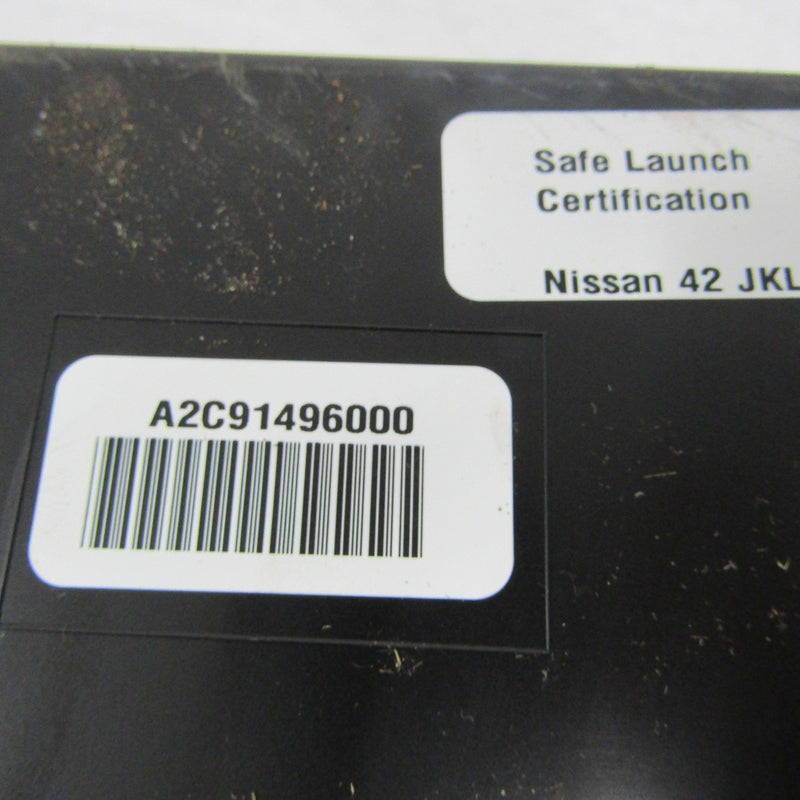 Safe Launch
Certification
Nissan 42 JKL
A2C91496000